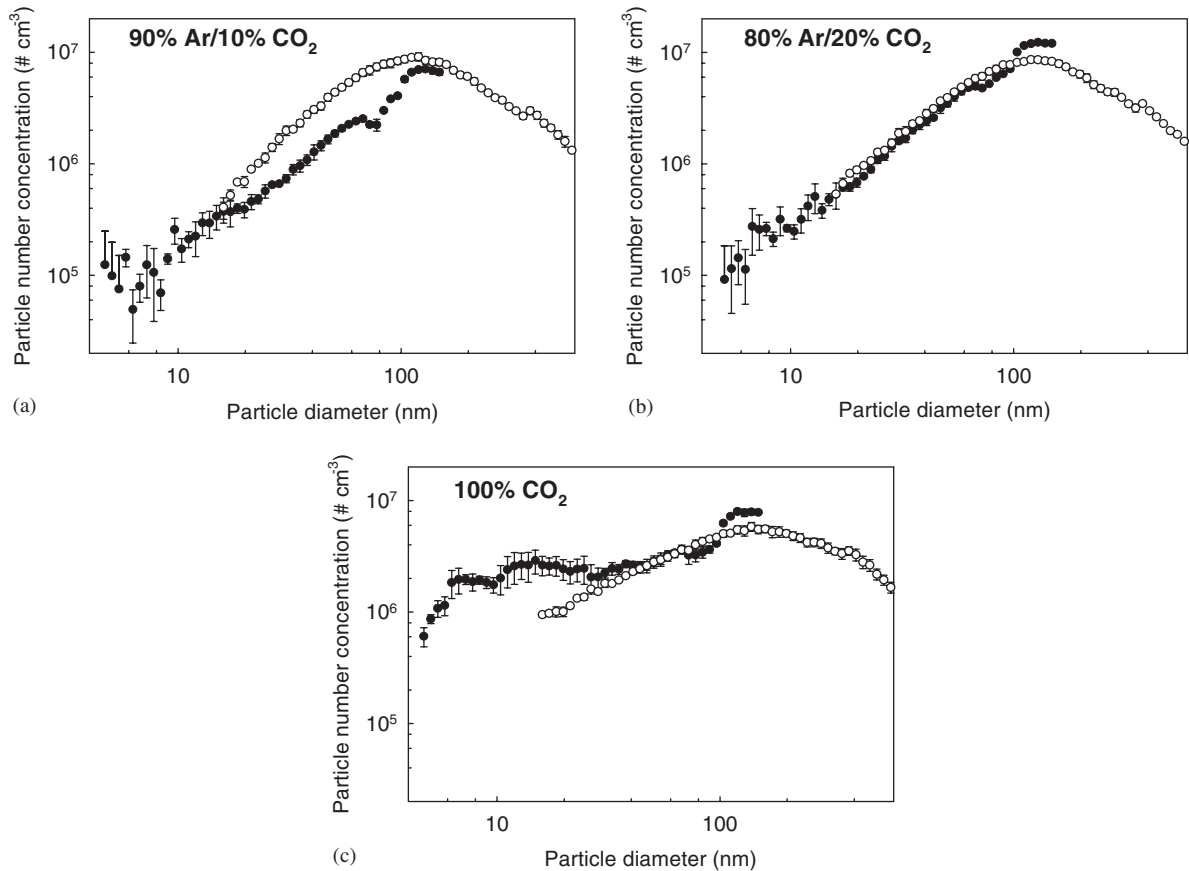 90% Ar/10% CO₂
Particle number concentration (# cm⁻³)
10⁷
10⁶
10⁵
10
100
Particle diameter (nm)
(a)
80% Ar/20% CO₂
Particle number concentration (# cm⁻³)
10⁷
10⁶
10⁵
10
100
Particle diameter (nm)
(b)
100% CO₂
Particle number concentration (# cm⁻³)
10⁷
10⁶
10⁵
10
100
Particle diameter (nm)
(c)